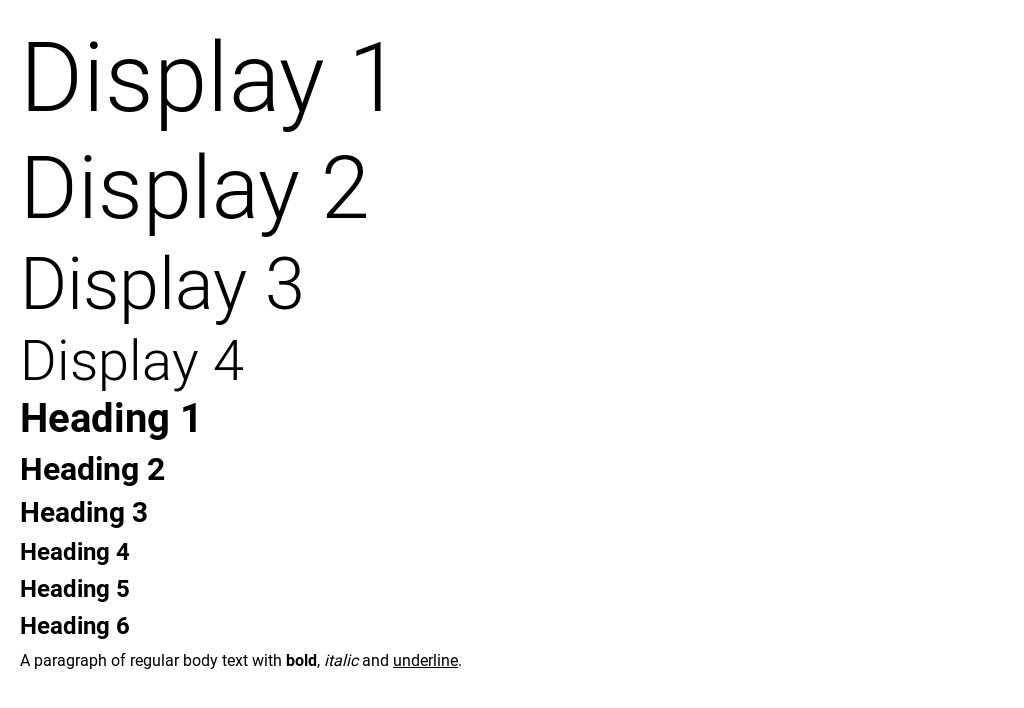 Display 1
Display 2
Display 3
Display 4
Heading 1
Heading 2
Heading 3
Heading 4
Heading 5
Heading 6
A paragraph of regular body text with bold, italic and underline.